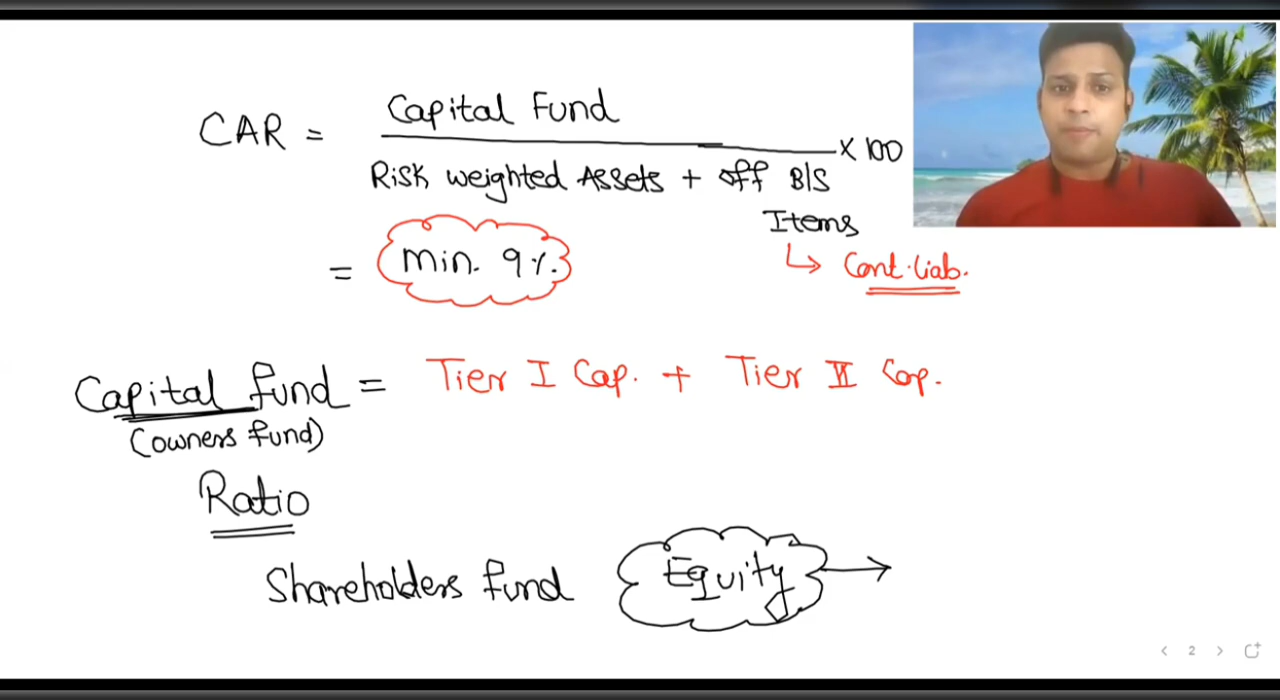 CAR = Capital Fund
Risk weighted Assets + off B/S × 100
Items
↳ Cont. liab.
= min. 9%.
Capital fund = Tier I Cap. + Tier II Cap.
(owners fund)
Ratio
Shareholders fund Equity →
< 2 >